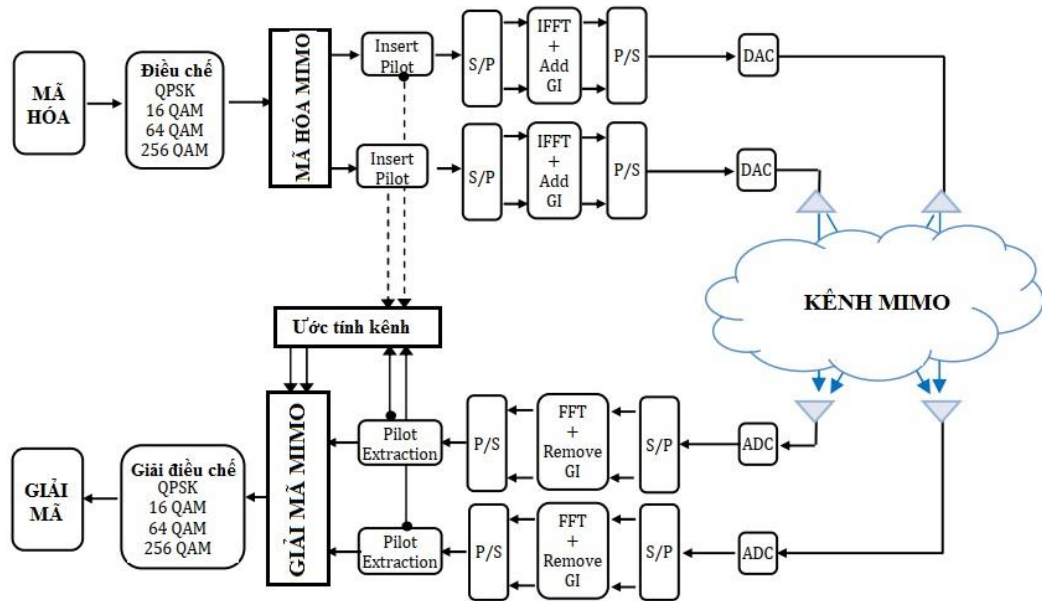 MÃ
HÓA
Điều chế
QPSK
16 QAM
64 QAM
256 QAM
MÃ HÓA MIMO
Insert
Pilot
S/P
IFFT
+
Add
GI
P/S
DAC
Insert
Pilot
S/P
IFFT
+
Add
GI
P/S
DAC
KÊNH MIMO
Ước tính kênh
GIẢI
MÃ
Giải điều chế
QPSK
16 QAM
64 QAM
256 QAM
GIẢI MÃ MIMO
Pilot
Extraction
P/S
FFT
+
Remove
GI
S/P
ADC
Pilot
Extraction
P/S
FFT
+
Remove
GI
S/P
ADC